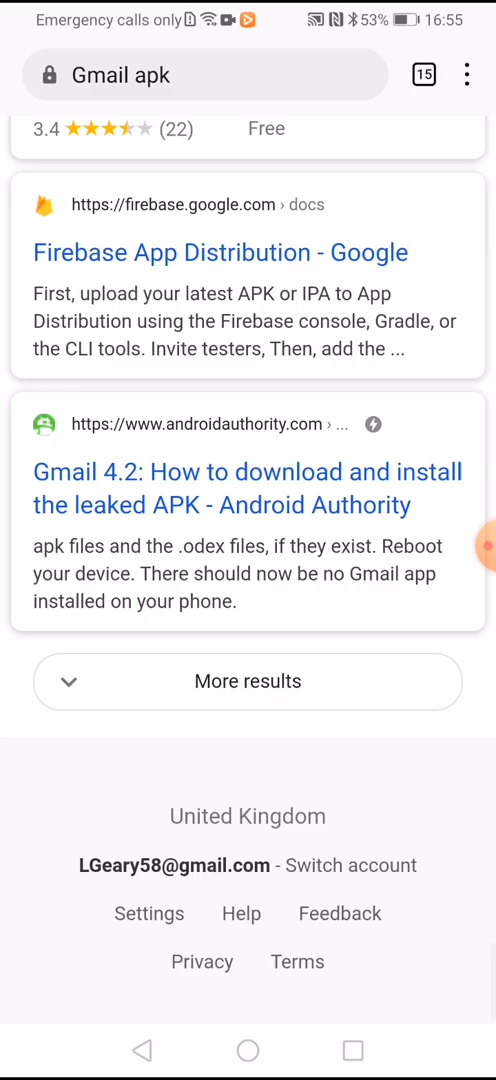 Emergency calls only 53% 16:55
Gmail apk 15
3.4 (22) Free
https://firebase.google.com › docs
Firebase App Distribution - Google
First, upload your latest APK or IPA to App
Distribution using the Firebase console, Gradle, or
the CLI tools. Invite testers, Then, add the ...
https://www.androidauthority.com › ...
Gmail 4.2: How to download and install
the leaked APK - Android Authority
apk files and the .odex files, if they exist. Reboot
your device. There should now be no Gmail app
installed on your phone.
More results
United Kingdom
LGeary58@gmail.com - Switch account
Settings Help Feedback
Privacy Terms